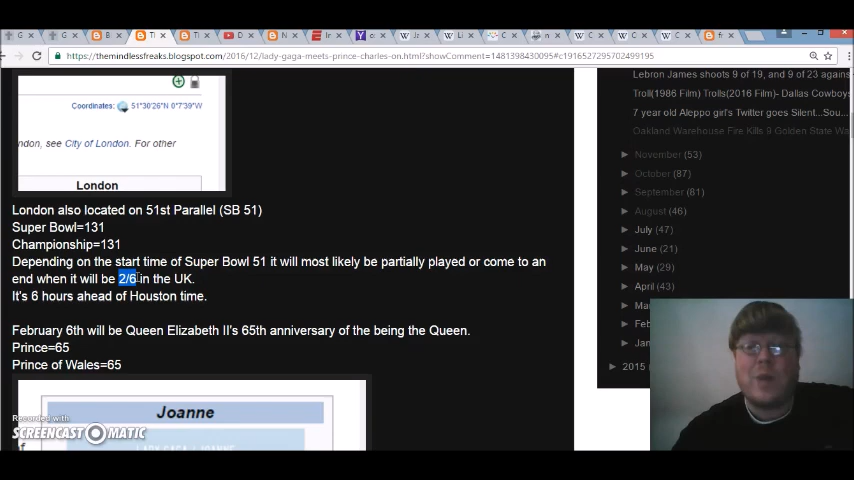 https://themindlessfreaks.blogspot.com/2016/12/lady-gaga-meets-prince-charles-on.html?showComment=1481398430095#c1916527295702499195
Coordinates: 51°30′26″N 0°7′39″W
ndon, see City of London. For other
London
London also located on 51st Parallel (SB 51)
Super Bowl=131
Championship=131
Depending on the start time of Super Bowl 51 it will most likely be partially played or come to an
end when it will be 2/6 in the UK.
It's 6 hours ahead of Houston time.
February 6th will be Queen Elizabeth II's 65th anniversary of the being the Queen.
Prince=65
Prince of Wales=65
Joanne
LADY GAGA JOANNE
Recorded with
SCREENCAST MATIC
Lebron James shoots 9 of 19, and 9 of 23 agains
Troll(1986 Film) Trolls(2016 Film)- Dallas Cowboys
7 year old Aleppo girl's Twitter goes Silent...Sou
Oakland Warehouse Fire Kills 9 Golden State Wa
► November (53)
► October (87)
► September (81)
► August (46)
► July (47)
► June (21)
► May (29)
► April (43)
► Ma
► Feb
► Jan
► 2015